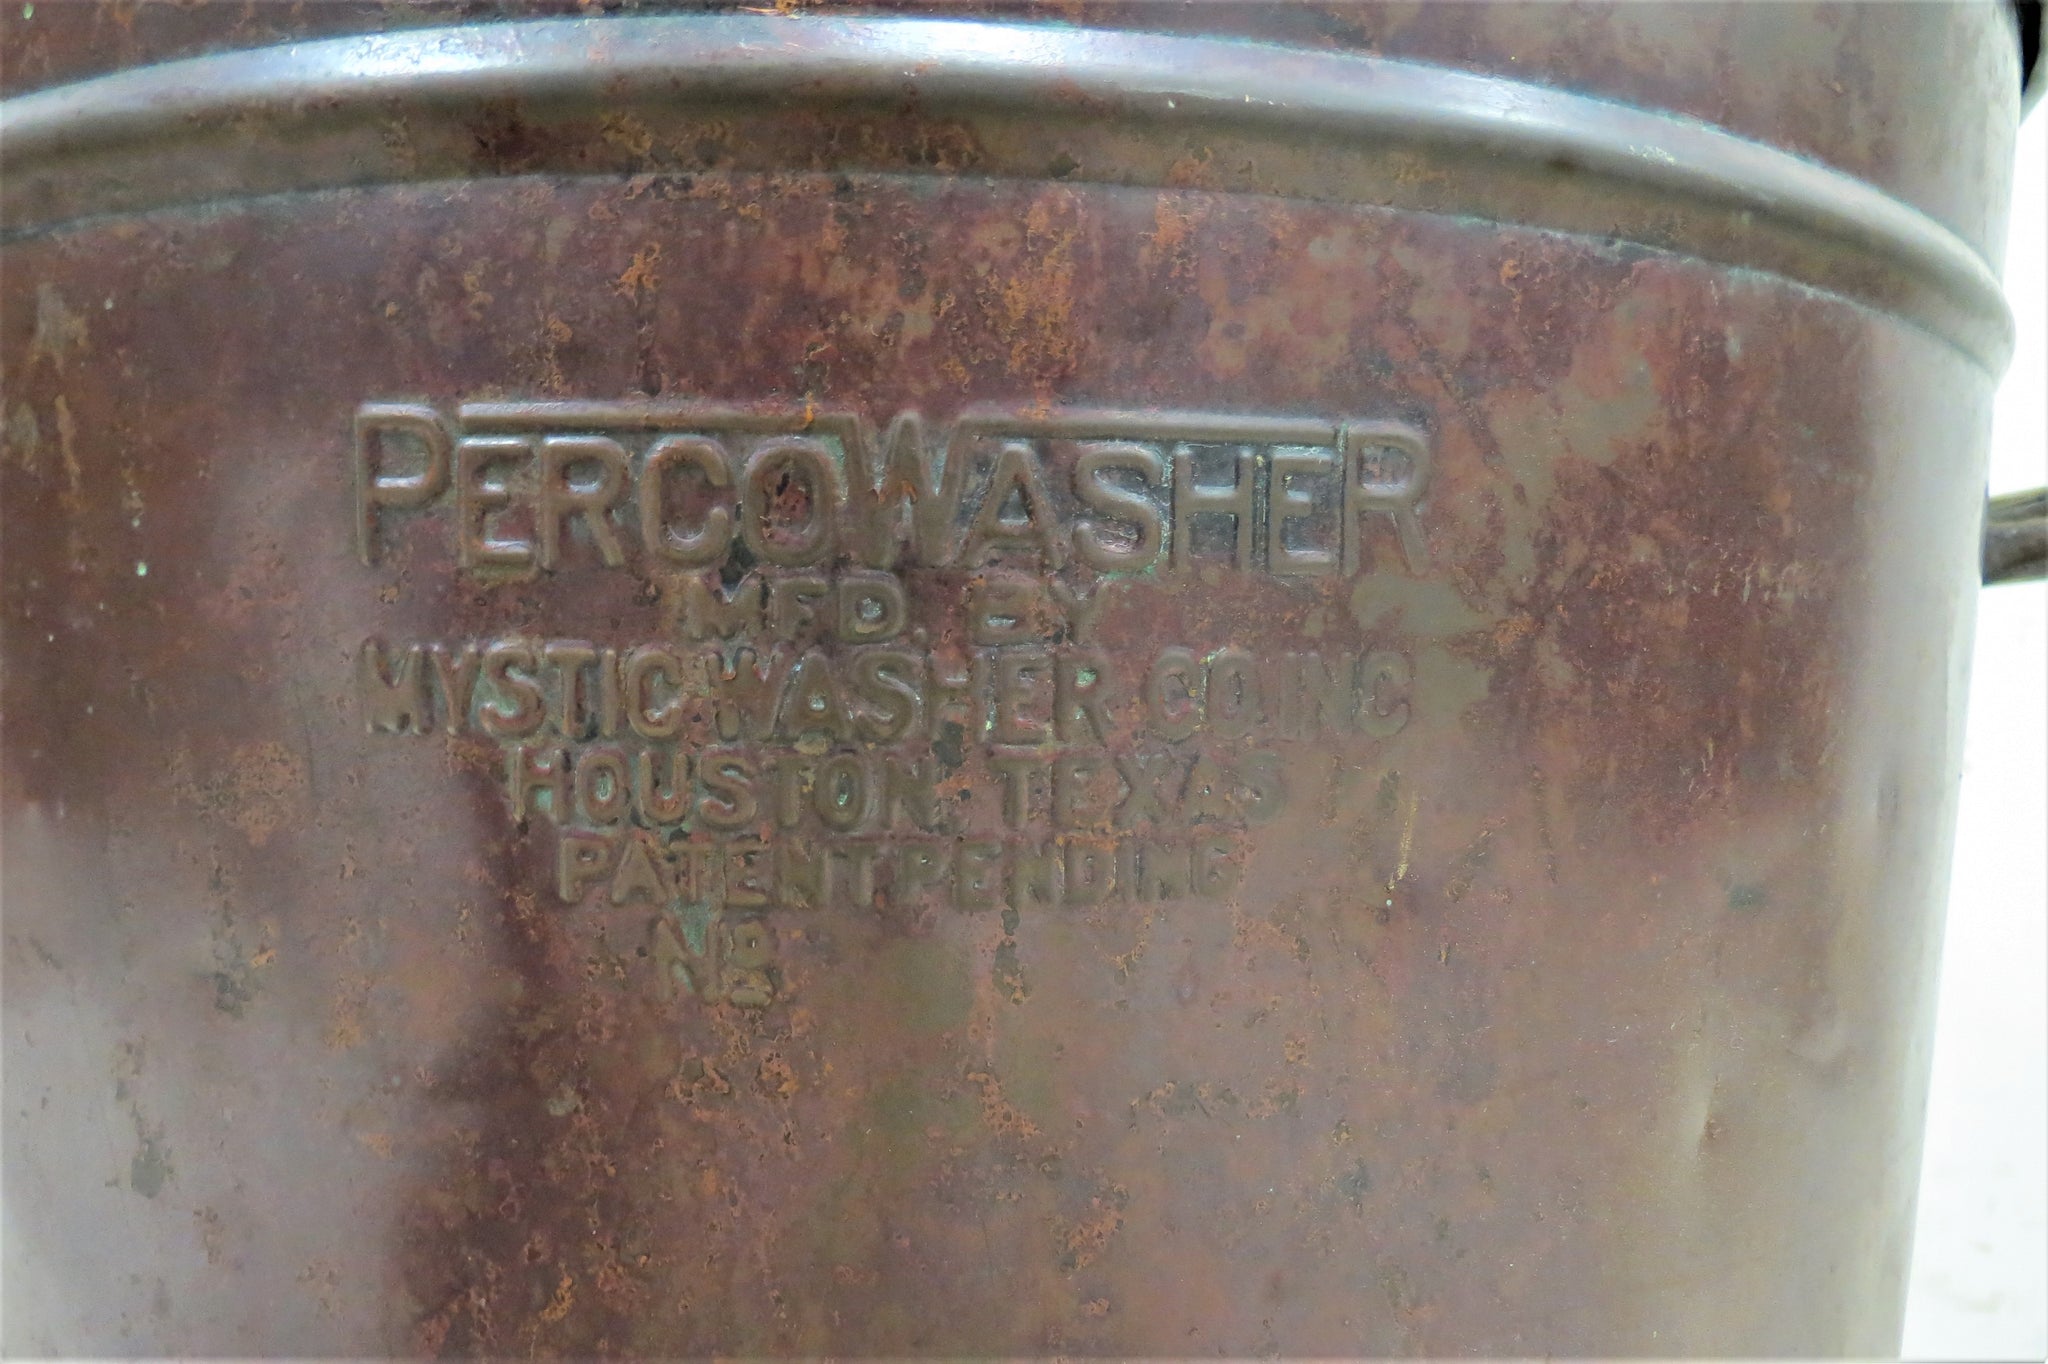 PERCOWASHER
MFD. BY
MYSTIC WASHER CO. INC
HOUSTON, TEXAS
PATENT PENDING
No